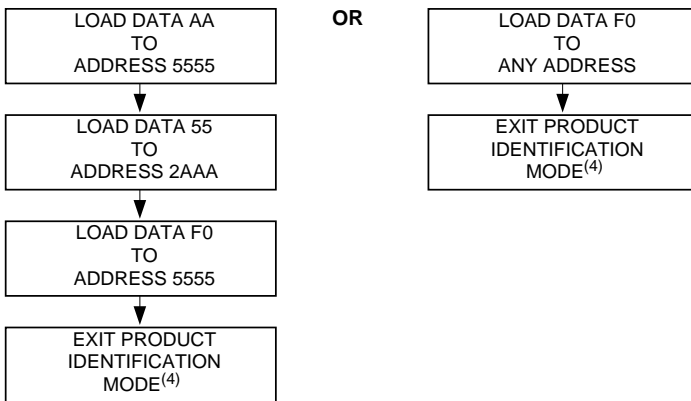 LOAD DATA AA
TO
ADDRESS 5555
LOAD DATA 55
TO
ADDRESS 2AAA
LOAD DATA F0
TO
ADDRESS 5555
EXIT PRODUCT
IDENTIFICATION
MODE(4)
OR
LOAD DATA F0
TO
ANY ADDRESS
EXIT PRODUCT
IDENTIFICATION
MODE(4)